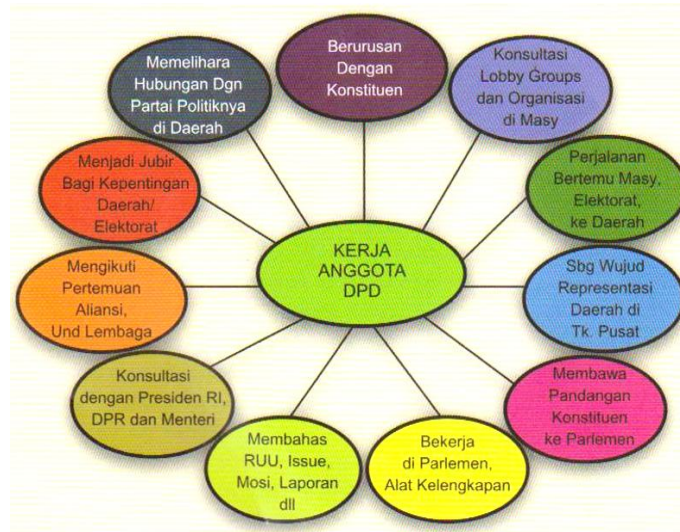 Berurusan
Dengan
Konstituen
Konsultasi
Lobby Groups
dan Organisasi
di Masy
Perjalanan
Bertemu Masy,
Elektorat,
ke Daerah
Sbg Wujud
Representasi
Daerah di
Tk. Pusat
Membawa
Pandangan
Konstituen
ke Parlemen
Bekerja
di Parlemen,
Alat Kelengkapan
Membahas
RUU, Issue,
Mosi, Laporan
dll
Konsultasi
dengan Presiden RI,
DPR dan Menteri
Mengikuti
Pertemuan
Aliansi,
Und Lembaga
Menjadi Jubir
Bagi Kepentingan
Daerah/
Elektorat
Memelihara
Hubungan Dgn
Partai Politiknya
di Daerah
KERJA
ANGGOTA
DPD